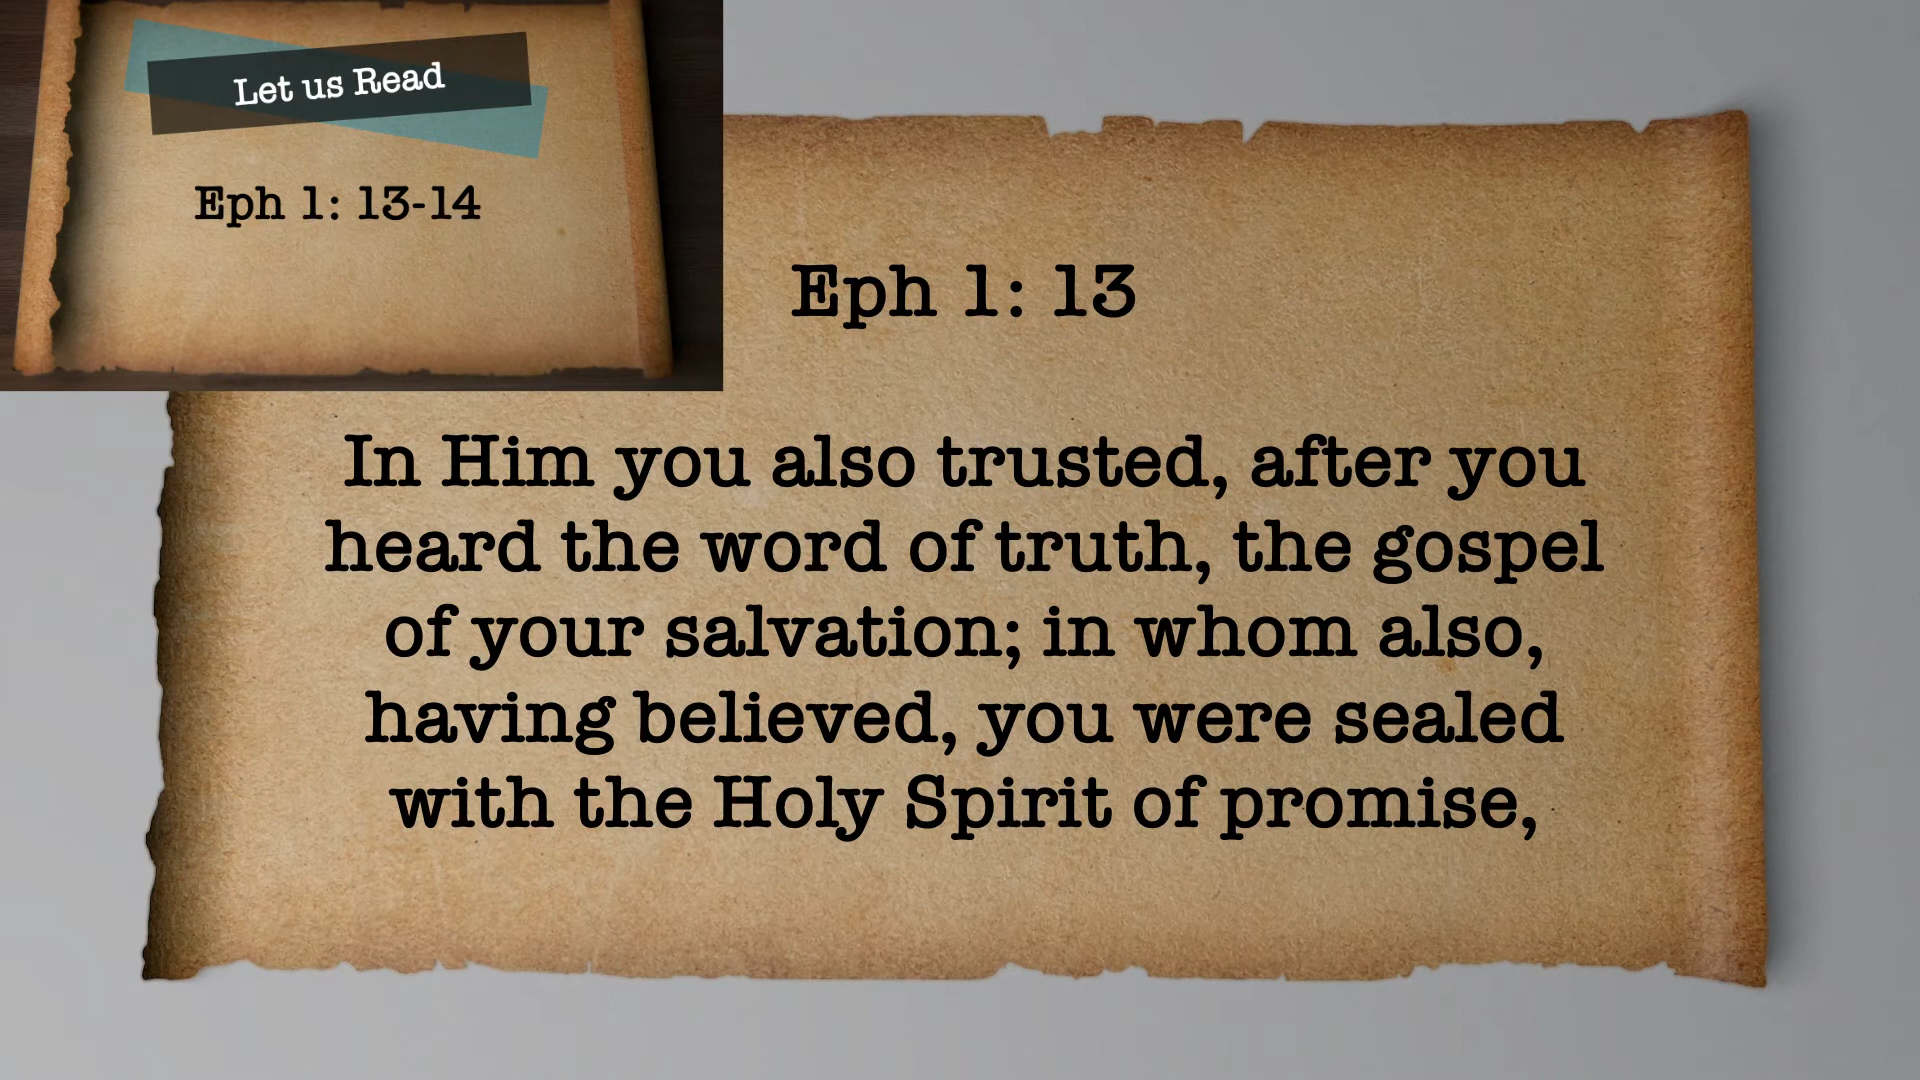 Let us Read
Eph 1: 13-14
Eph 1: 13
In Him you also trusted, after you
heard the word of truth, the gospel
of your salvation; in whom also,
having believed, you were sealed
with the Holy Spirit of promise,